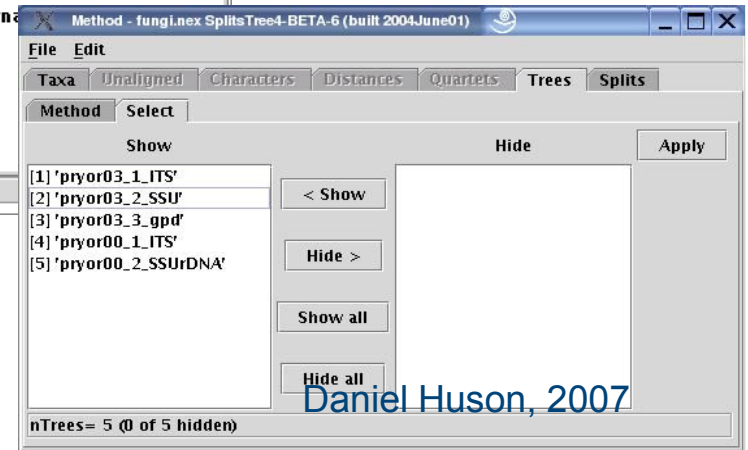 na
Method - fungi.nex SplitsTree4-BETA-6 (built 2004June01)
File Edit
Taxa Unaligned Characters Distances Quartets Trees Splits
Method Select
Show Hide Apply
[1] 'pryor03_1_ITS'
[2] 'pryor03_2_SSU'
[3] 'pryor03_3_gpd'
[4] 'pryor00_1_ITS'
[5] 'pryor00_2_SSUrDNA'
< Show
Hide >
Show all
Hide all
Daniel Huson, 2007
nTrees= 5 (0 of 5 hidden)